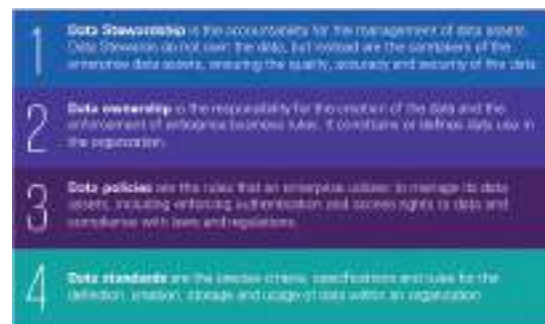 1
Data Stewardship is the accountability for the management of data assets.
Data Stewards do not own the data, but instead are the caretakers of the
enterprise data assets, ensuring the quality, accuracy and security of the data.
2
Data ownership is the responsibility for the creation of the data and the
enforcement of enterprise business rules. It constitutes or defines data use in
the organization.
3
Data policies are the rules that an enterprise utilizes to manage its data
assets, including enforcing authentication and access rights to data and
compliance with laws and regulations.
4
Data standards are the precise criteria, specifications and rules for the
definition, creation, storage and usage of data within an organization